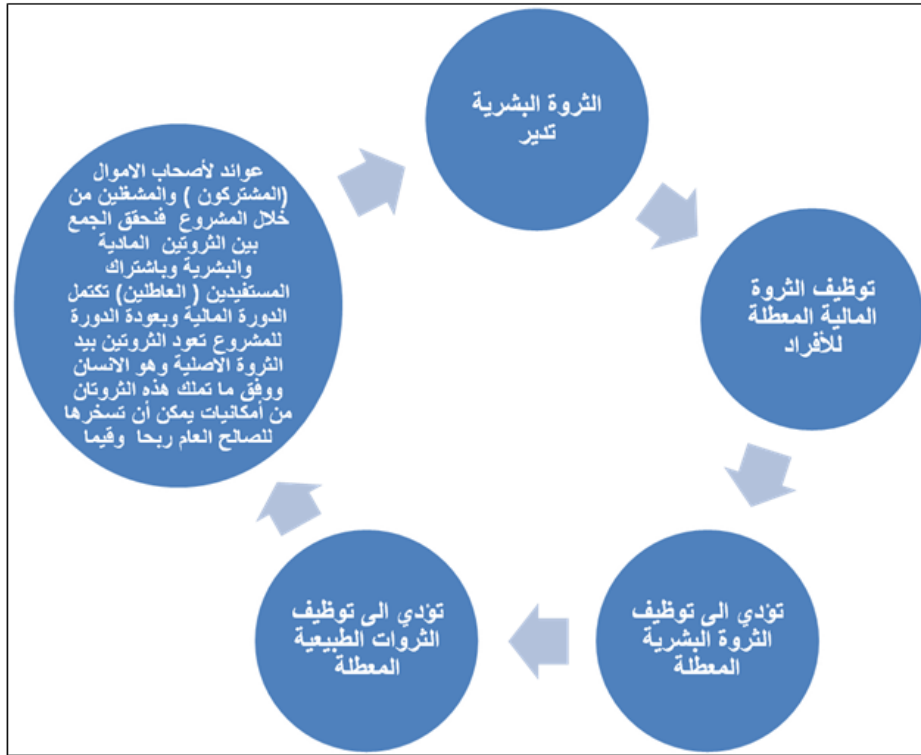 الثروة البشرية
تدير
توظيف الثروة
المالية المعطلة
للأفراد
تؤدي الى توظيف
الثروة البشرية
المعطلة
تؤدي الى توظيف
الثروات الطبيعية
المعطلة
عوائد لأصحاب الاموال
(المشتركون ) والمشغلين من
خلال المشروع فنحقق الجمع
بين الثروتين المادية
والبشرية وباشتراك
المستفيدين ( العاطلين) تكتمل
الدورة المالية وبعودة الدورة
للمشروع تعود الثروتين بيد
الثروة الاصلية وهو الانسان
ووفق ما تملك هذه الثروتان
من أمكانيات يمكن أن تسخرها
للصالح العام ربحا وقيما